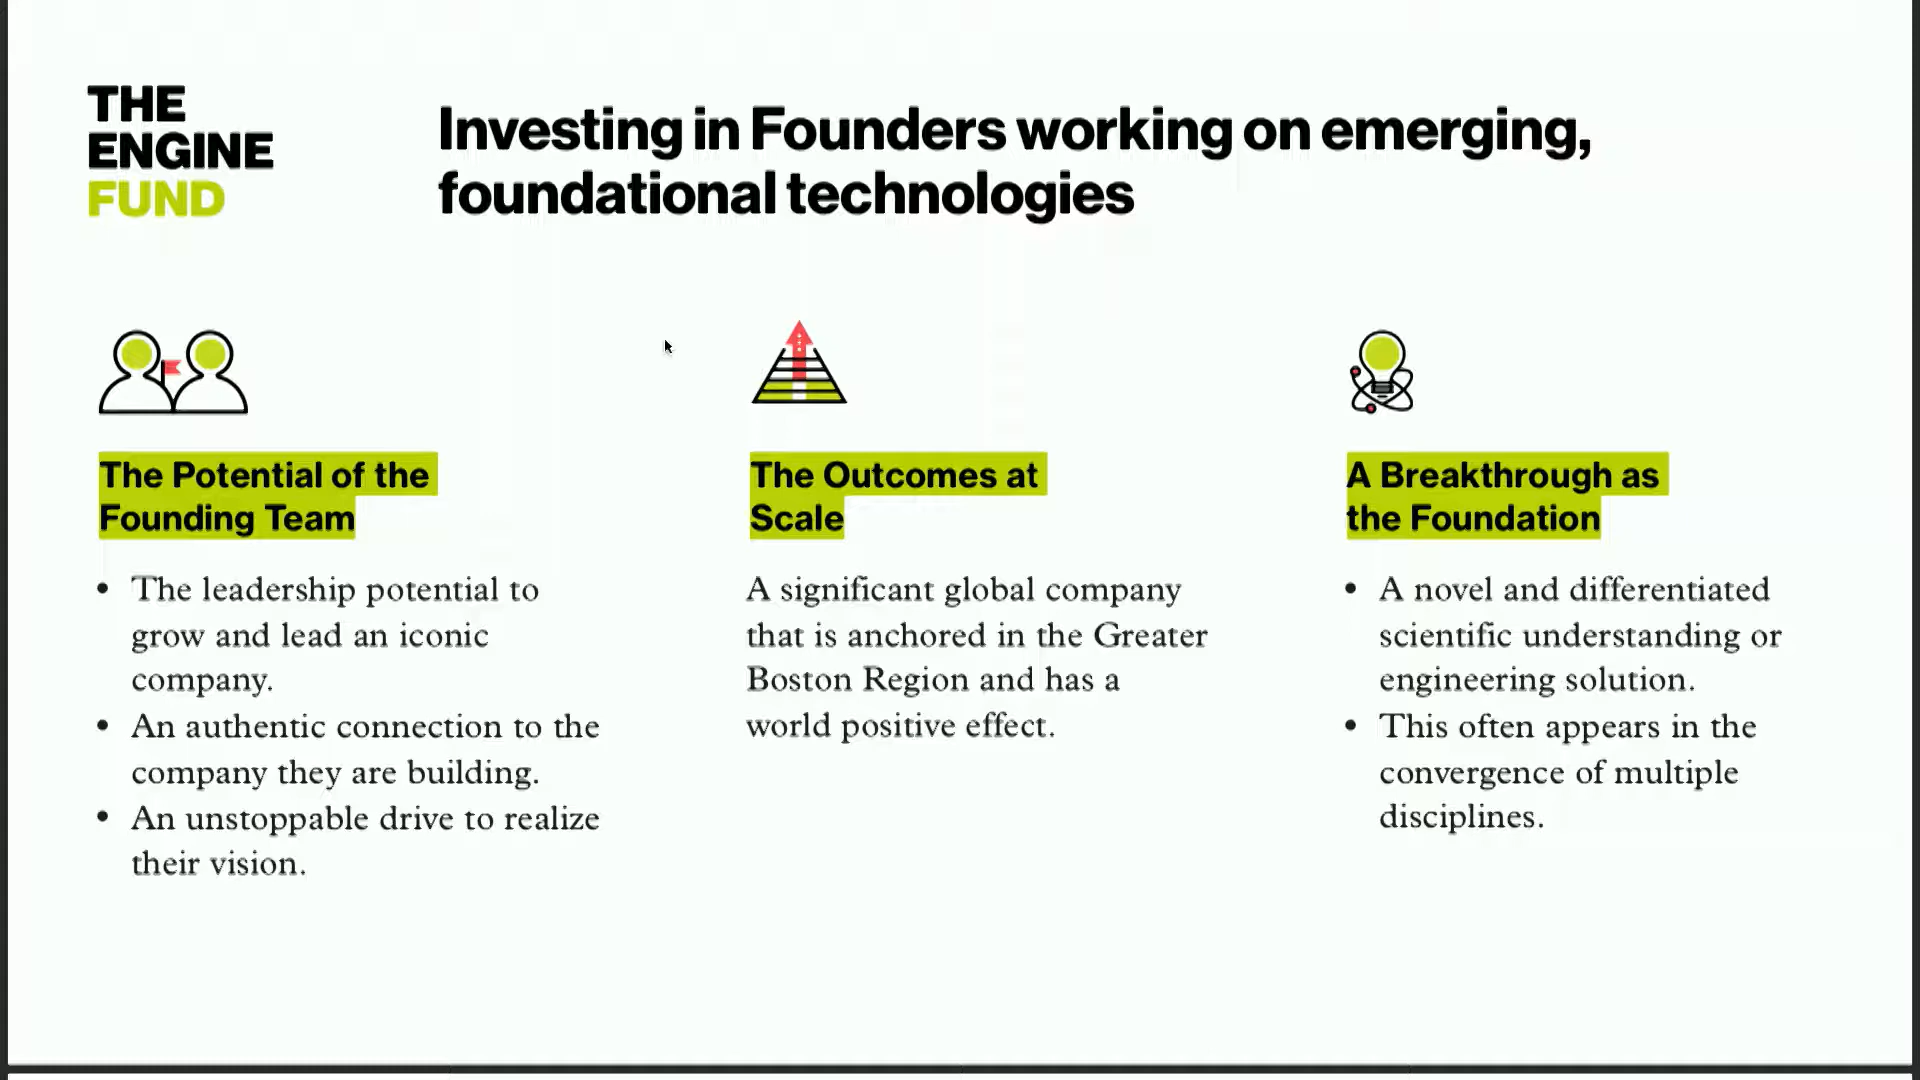 THE
ENGINE
FUND
Investing in Founders working on emerging,
foundational technologies
The Potential of the
Founding Team
• The leadership potential to
grow and lead an iconic
company.
• An authentic connection to the
company they are building.
• An unstoppable drive to realize
their vision.
The Outcomes at
Scale
A significant global company
that is anchored in the Greater
Boston Region and has a
world positive effect.
A Breakthrough as
the Foundation
• A novel and differentiated
scientific understanding or
engineering solution.
• This often appears in the
convergence of multiple
disciplines.